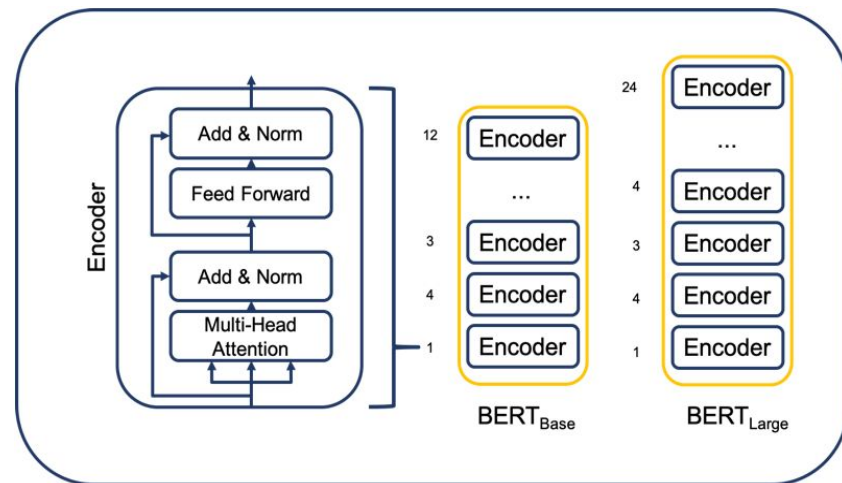 Encoder
Add & Norm
Feed Forward
Add & Norm
Multi-Head
Attention
12
Encoder
...
3
Encoder
4
Encoder
1
Encoder
BERTBase
24
Encoder
...
4
Encoder
3
Encoder
4
Encoder
1
Encoder
BERTLarge